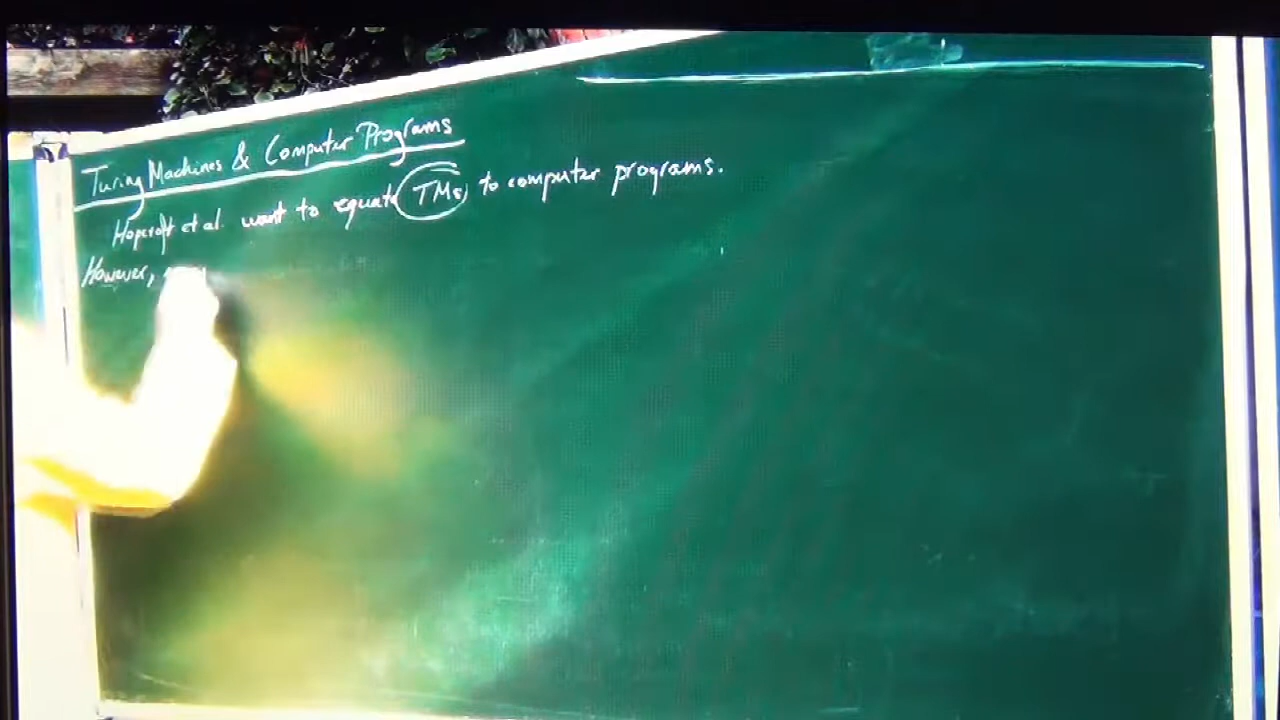 Turing Machines & Computer Programs
Hopcroft et al. want to equate TMs to computer programs.
However,